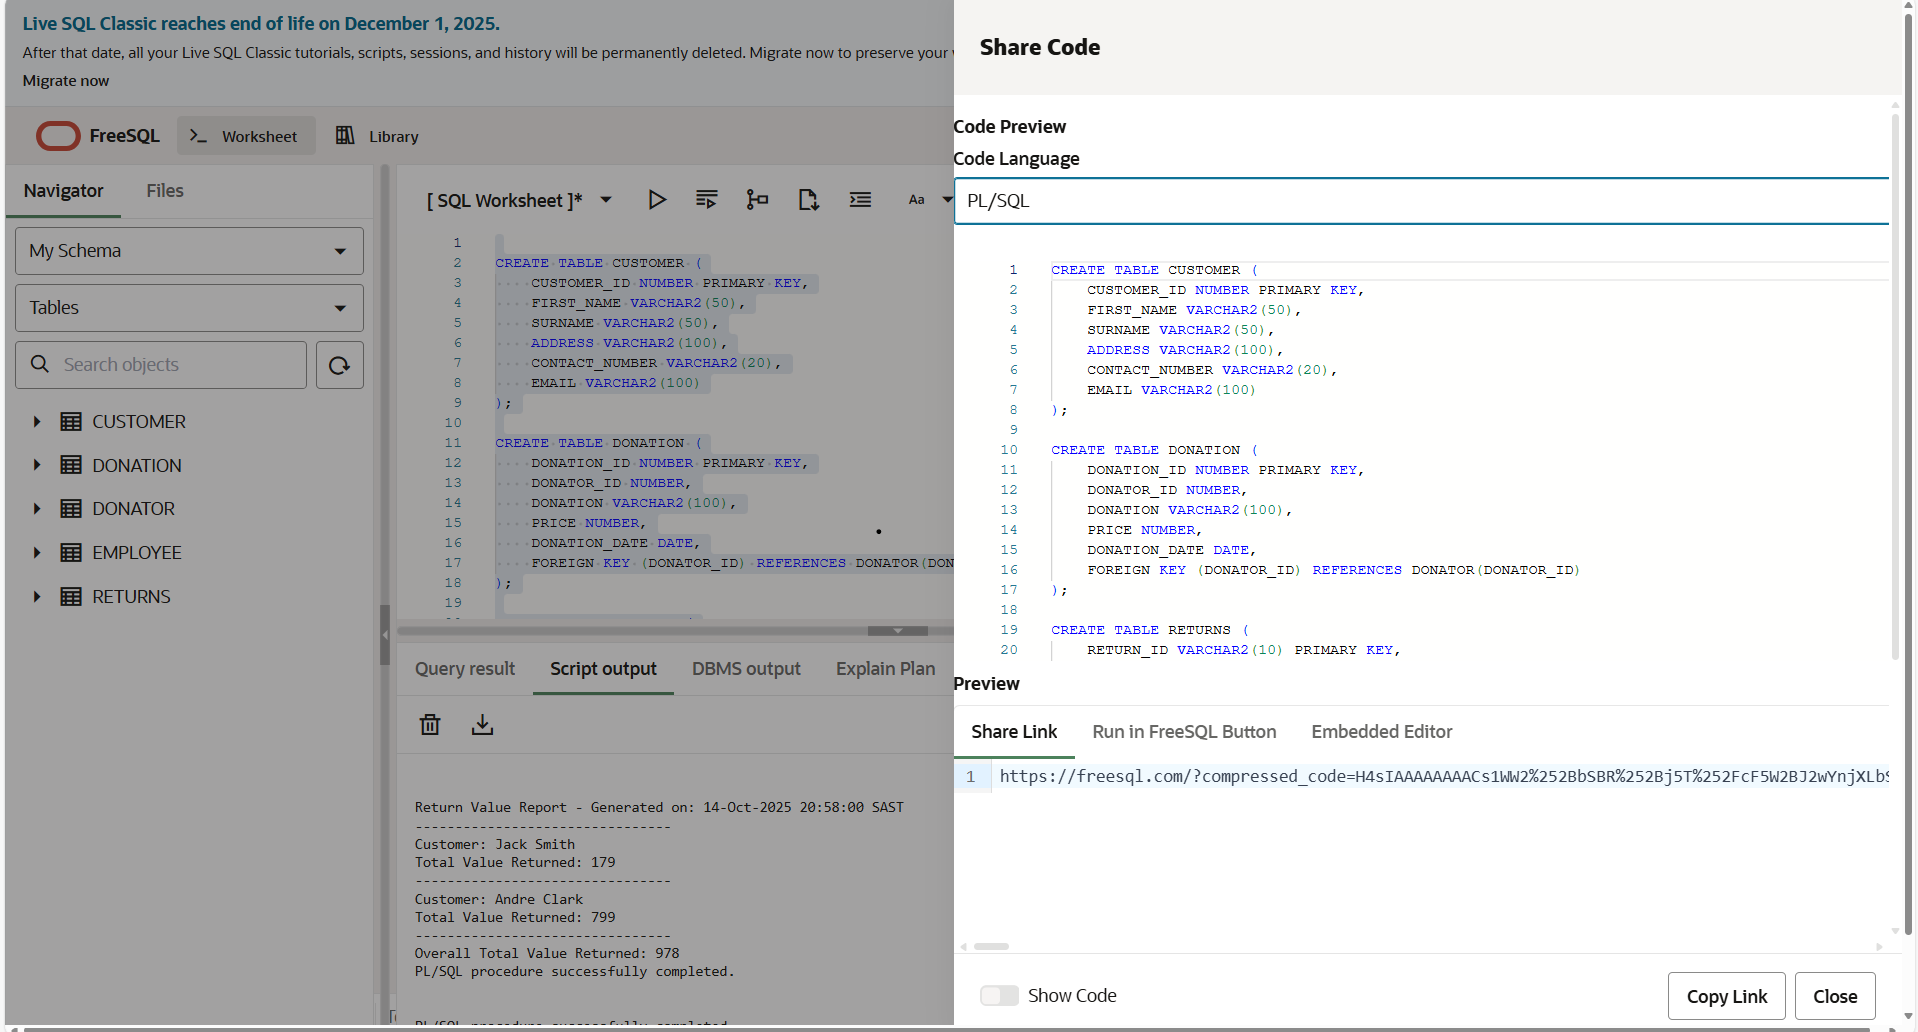 Live SQL Classic reaches end of life on December 1, 2025.
After that date, all your Live SQL Classic tutorials, scripts, sessions, and history will be permanently deleted. Migrate now to preserve your
Migrate now
FreeSQL
Worksheet
Library
Navigator
Files
My Schema
Tables
Search objects
CUSTOMER
DONATION
DONATOR
EMPLOYEE
RETURNS
[ SQL Worksheet ]*
Aa
1
2 CREATE TABLE CUSTOMER (
3 CUSTOMER_ID NUMBER PRIMARY KEY,
4 FIRST_NAME VARCHAR2(50),
5 SURNAME VARCHAR2(50),
6 ADDRESS VARCHAR2(100),
7 CONTACT_NUMBER VARCHAR2(20),
8 EMAIL VARCHAR2(100)
9 );
10
11 CREATE TABLE DONATION (
12 DONATION_ID NUMBER PRIMARY KEY,
13 DONATOR_ID NUMBER,
14 DONATION VARCHAR2(100),
15 PRICE NUMBER,
16 DONATION_DATE DATE,
17 FOREIGN KEY (DONATOR_ID) REFERENCES DONATOR(DON
18 );
19
Query result
Script output
DBMS output
Explain Plan
Return Value Report - Generated on: 14-Oct-2025 20:58:00 SAST
--------------------------------
Customer: Jack Smith
Total Value Returned: 179
--------------------------------
Customer: Andre Clark
Total Value Returned: 799
--------------------------------
Overall Total Value Returned: 978
PL/SQL procedure successfully completed.
PL/SQL procedure successfully completed.
Share Code
Code Preview
Code Language
PL/SQL
1 CREATE TABLE CUSTOMER (
2 CUSTOMER_ID NUMBER PRIMARY KEY,
3 FIRST_NAME VARCHAR2(50),
4 SURNAME VARCHAR2(50),
5 ADDRESS VARCHAR2(100),
6 CONTACT_NUMBER VARCHAR2(20),
7 EMAIL VARCHAR2(100)
8 );
9
10 CREATE TABLE DONATION (
11 DONATION_ID NUMBER PRIMARY KEY,
12 DONATOR_ID NUMBER,
13 DONATION VARCHAR2(100),
14 PRICE NUMBER,
15 DONATION_DATE DATE,
16 FOREIGN KEY (DONATOR_ID) REFERENCES DONATOR(DONATOR_ID)
17 );
18
19 CREATE TABLE RETURNS (
20 RETURN_ID VARCHAR2(10) PRIMARY KEY,
Preview
Share Link
Run in FreeSQL Button
Embedded Editor
1 https://freesql.com/?compressed_code=H4sIAAAAAAAACs1WW2%252BbSBR%252Bj5T%252FcF5W2BJ2wYnjXLbS
Show Code
Copy Link
Close